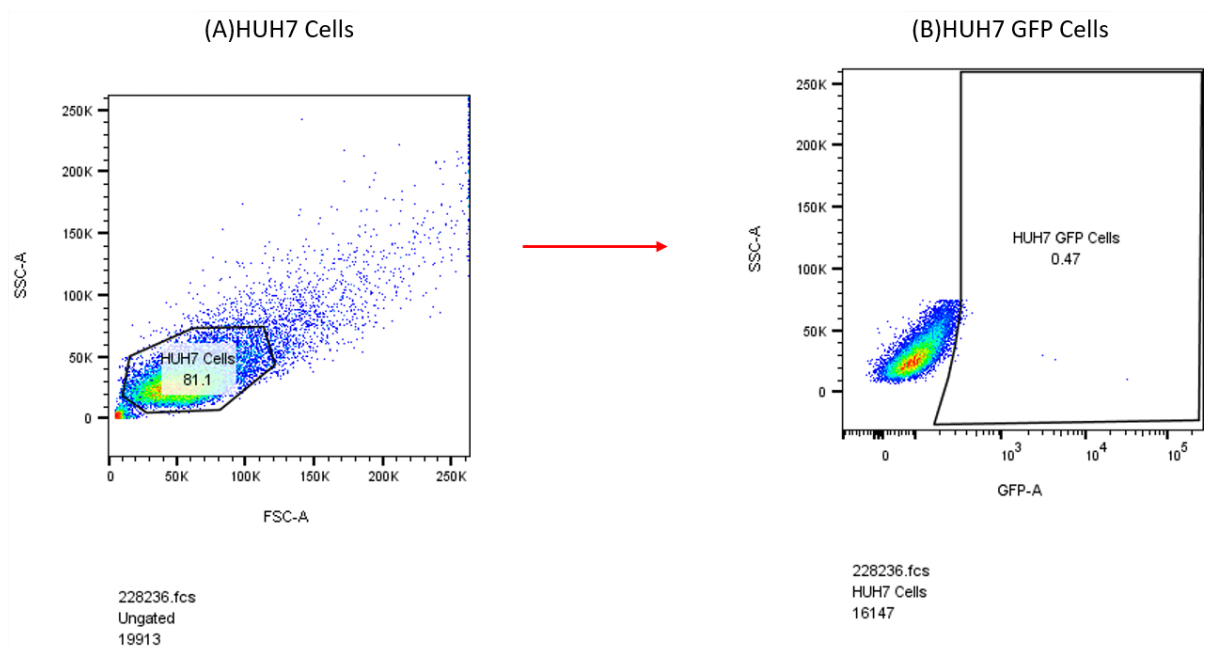 (A)HUH7 Cells
250K
200K
150K
100K
50K
0
SSC-A
HUH7 Cells
81.1
0 50K 100K 150K 200K 250K
FSC-A
228236.fcs
Ungated
19913
(B)HUH7 GFP Cells
250K
200K
150K
100K
50K
0
SSC-A
HUH7 GFP Cells
0.47
0 10³ 10⁴ 10⁵
GFP-A
228236.fcs
HUH7 Cells
16147